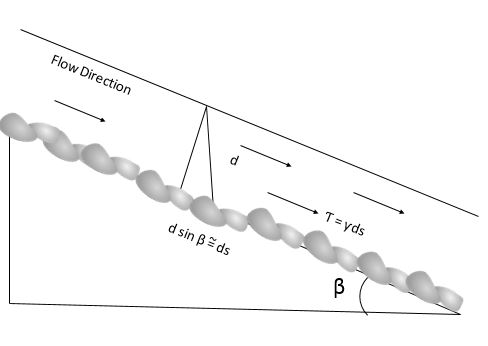 Flow Direction
d
Ƭ = γds
d sin β ≅ ds
β